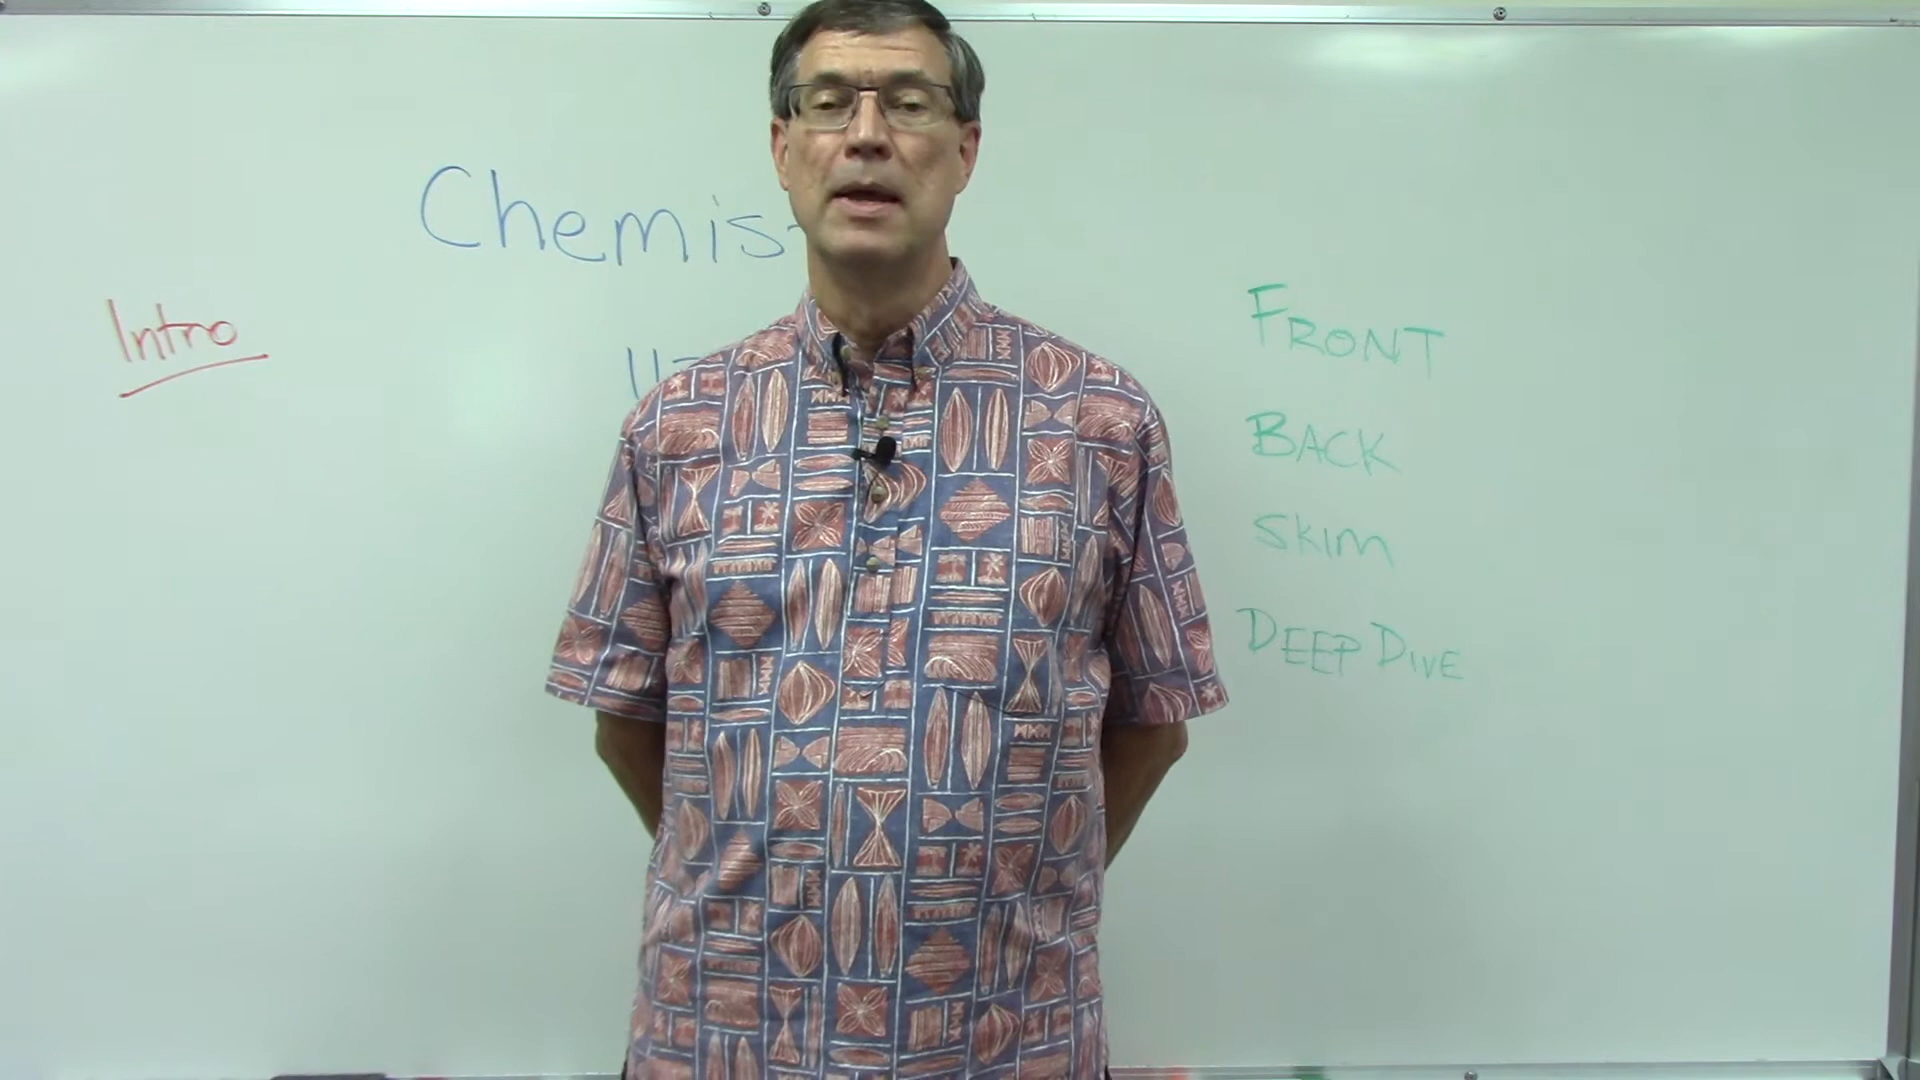 Chemis
Intro
FRONT
BACK
SKIM
DEEP DIVE